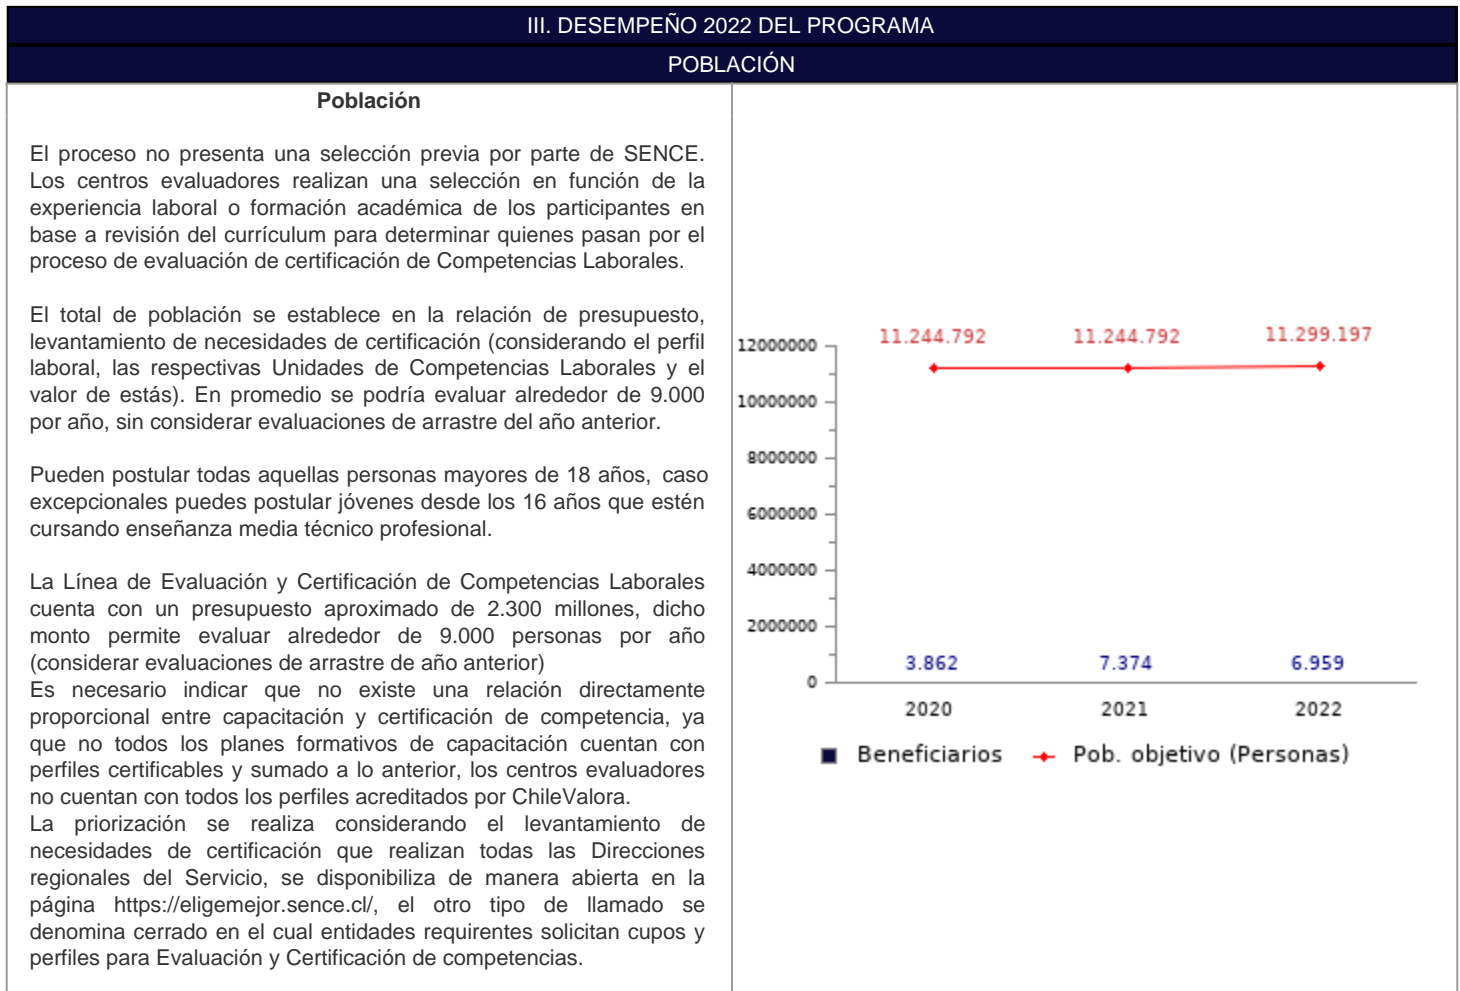 III. DESEMPEÑO 2022 DEL PROGRAMA
POBLACIÓN
Población
El proceso no presenta una selección previa por parte de SENCE.
Los centros evaluadores realizan una selección en función de la
experiencia laboral o formación académica de los participantes en
base a revisión del currículum para determinar quienes pasan por el
proceso de evaluación de certificación de Competencias Laborales.
El total de población se establece en la relación de presupuesto,
levantamiento de necesidades de certificación (considerando el perfil
laboral, las respectivas Unidades de Competencias Laborales y el
valor de estás). En promedio se podría evaluar alrededor de 9.000
por año, sin considerar evaluaciones de arrastre del año anterior.
Pueden postular todas aquellas personas mayores de 18 años, caso
excepcionales puedes postular jóvenes desde los 16 años que estén
cursando enseñanza media técnico profesional.
La Línea de Evaluación y Certificación de Competencias Laborales
cuenta con un presupuesto aproximado de 2.300 millones, dicho
monto permite evaluar alrededor de 9.000 personas por año
(considerar evaluaciones de arrastre de año anterior)
Es necesario indicar que no existe una relación directamente
proporcional entre capacitación y certificación de competencia, ya
que no todos los planes formativos de capacitación cuentan con
perfiles certificables y sumado a lo anterior, los centros evaluadores
no cuentan con todos los perfiles acreditados por ChileValora.
La priorización se realiza considerando el levantamiento de
necesidades de certificación que realizan todas las Direcciones
regionales del Servicio, se disponibiliza de manera abierta en la
página https://eligemejor.sence.cl/, el otro tipo de llamado se
denomina cerrado en el cual entidades requirentes solicitan cupos y
perfiles para Evaluación y Certificación de competencias.
11.244.792 11.244.792 11.299.197
12000000
10000000
8000000
6000000
4000000
2000000
0
3.862 7.374 6.959
2020 2021 2022
Beneficiarios Pob. objetivo (Personas)